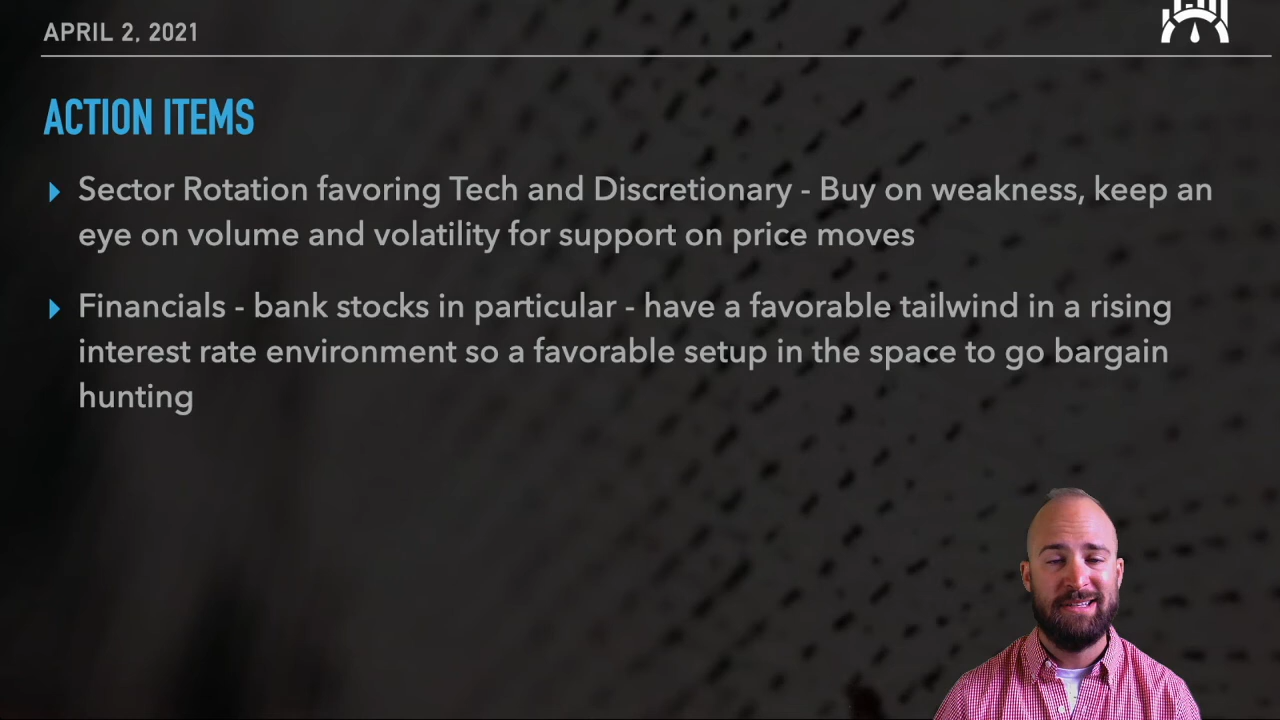 APRIL 2, 2021
ACTION ITEMS
Sector Rotation favoring Tech and Discretionary - Buy on weakness, keep an
eye on volume and volatility for support on price moves
Financials - bank stocks in particular - have a favorable tailwind in a rising
interest rate environment so a favorable setup in the space to go bargain
hunting